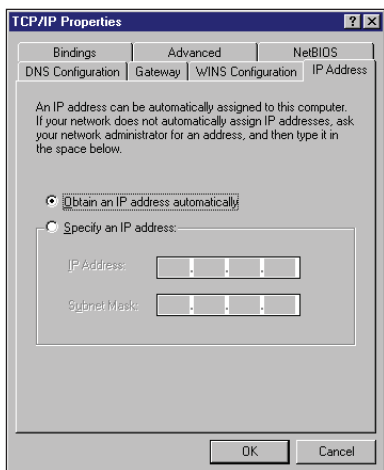 TCP/IP Properties
Bindings Advanced NetBIOS
DNS Configuration Gateway WINS Configuration IP Address
An IP address can be automatically assigned to this computer.
If your network does not automatically assign IP addresses, ask
your network administrator for an address, and then type it in
the space below.
Obtain an IP address automatically
Specify an IP address:
IP Address:
Subnet Mask:
OK Cancel